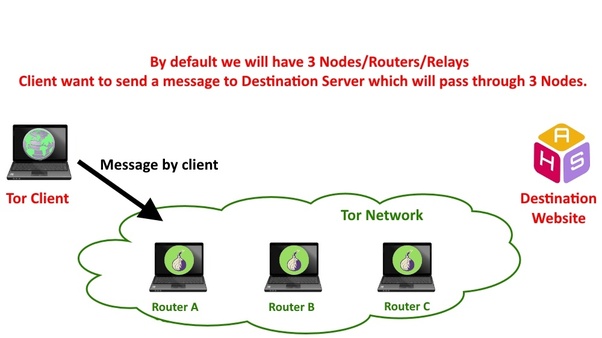 By default we will have 3 Nodes/Routers/Relays
Client want to send a message to Destination Server which will pass through 3 Nodes.
Message by client
Tor Client
A
H S
Destination
Website
Tor Network
Router A
Router B
Router C